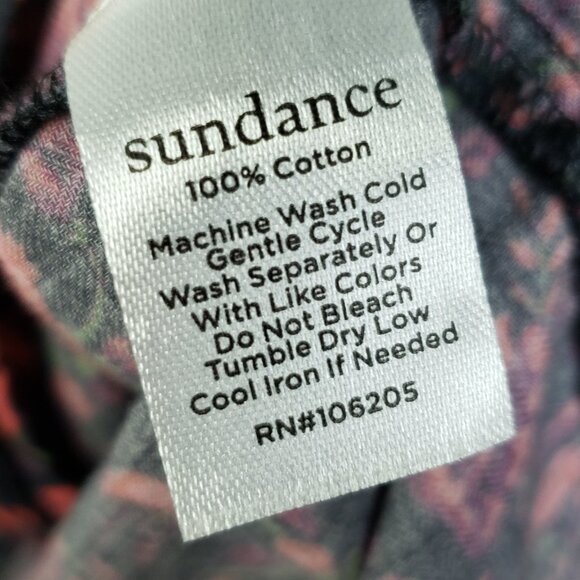 sundance
100% Cotton
Machine Wash Cold
Gentle Cycle
Wash Separately Or
With Like Colors
Do Not Bleach
Tumble Dry Low
Cool Iron If Needed
RN#106205